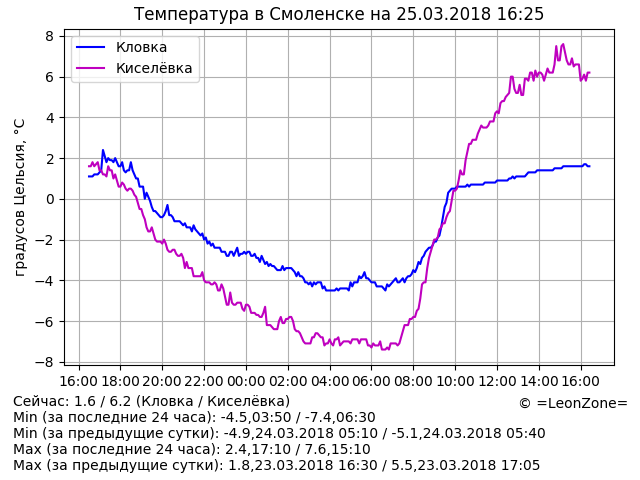 Температура в Смоленске на 25.03.2018 16:25
Кловка
Киселёвка
градусов Цельсия, °С
8
6
4
2
0
−2
−4
−6
−8
16:00 18:00 20:00 22:00 00:00 02:00 04:00 06:00 08:00 10:00 12:00 14:00 16:00
Сейчас: 1.6 / 6.2 (Кловка / Киселёвка)
© =LeonZone=
Min (за последние 24 часа): -4.5,03:50 / -7.4,06:30
Min (за предыдущие сутки): -4.9,24.03.2018 05:10 / -5.1,24.03.2018 05:40
Max (за последние 24 часа): 2.4,17:10 / 7.6,15:10
Max (за предыдущие сутки): 1.8,23.03.2018 16:30 / 5.5,23.03.2018 17:05